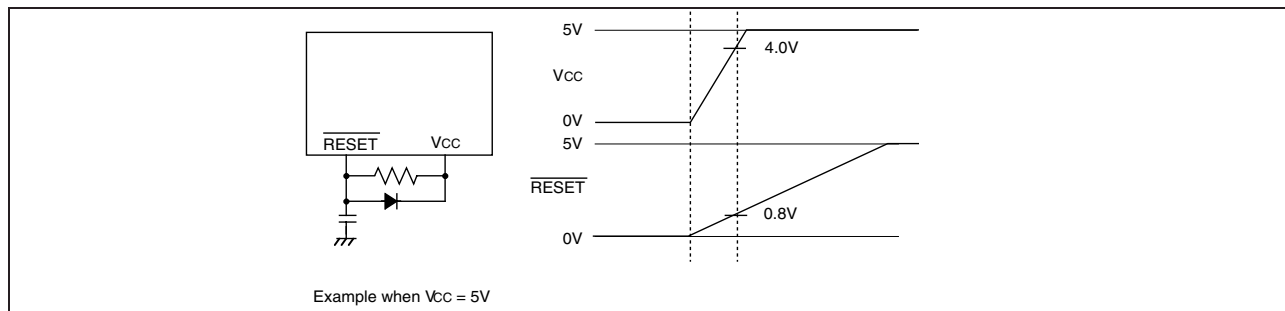 RESET
VCC
5V
4.0V
VCC
0V
5V
RESET
0.8V
0V
Example when VCC = 5V